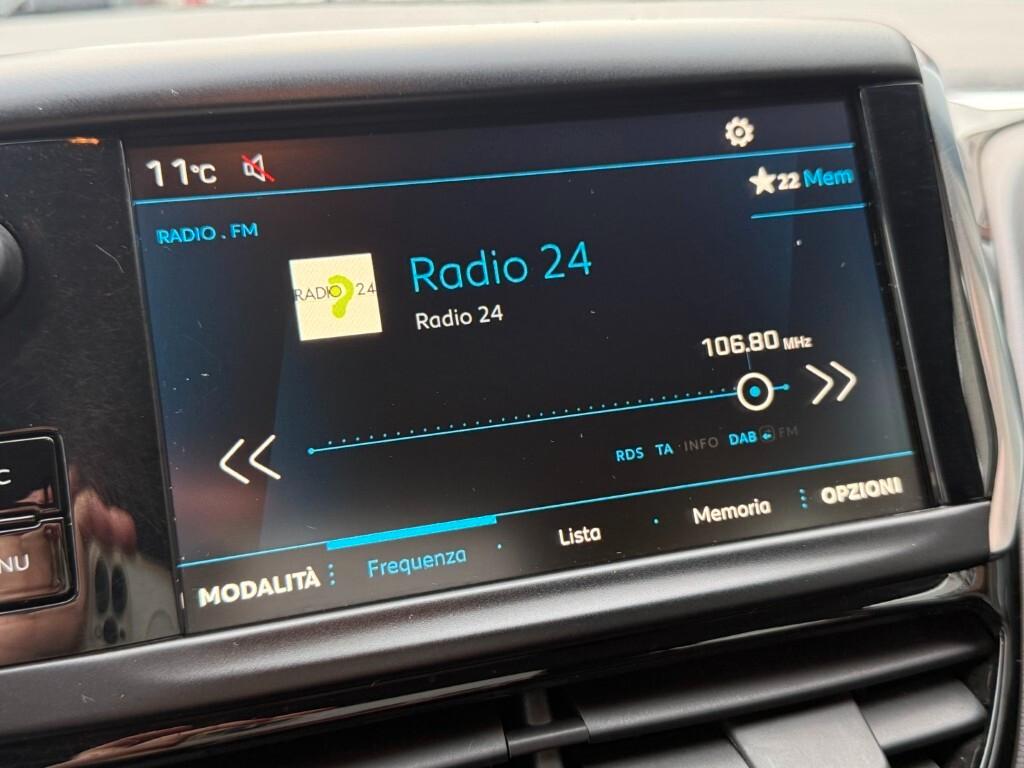 11°C
22 Mem
RADIO . FM
RADIO 24
Radio 24
Radio 24
106.80 MHz
RDS TA INFO DAB FM
MODALITÀ Frequenza Lista Memoria OPZIONI
C
NU